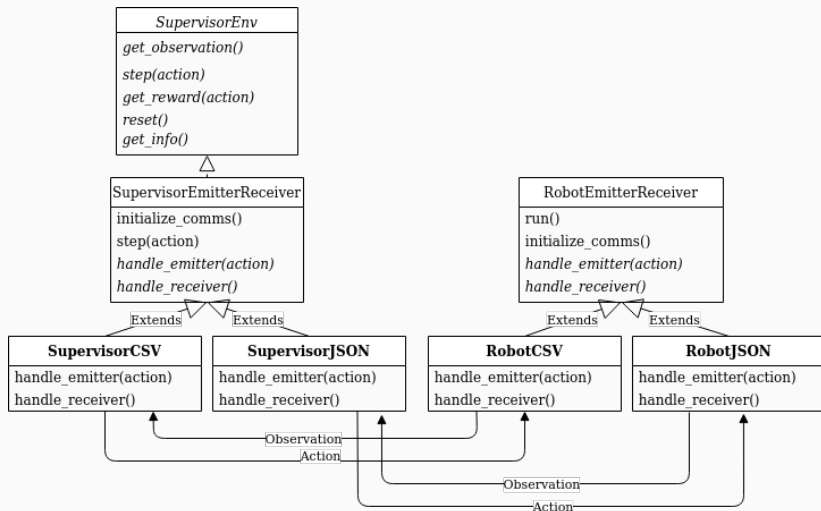 SupervisorEnv
get_observation()
step(action)
get_reward(action)
reset()
get_info()
SupervisorEmitterReceiver
initialize_comms()
step(action)
handle_emitter(action)
handle_receiver()
RobotEmitterReceiver
run()
initialize_comms()
handle_emitter(action)
handle_receiver()
Extends
Extends
Extends
Extends
SupervisorCSV
handle_emitter(action)
handle_receiver()
SupervisorJSON
handle_emitter(action)
handle_receiver()
RobotCSV
handle_emitter(action)
handle_receiver()
RobotJSON
handle_emitter(action)
handle_receiver()
Observation
Action
Observation
Action